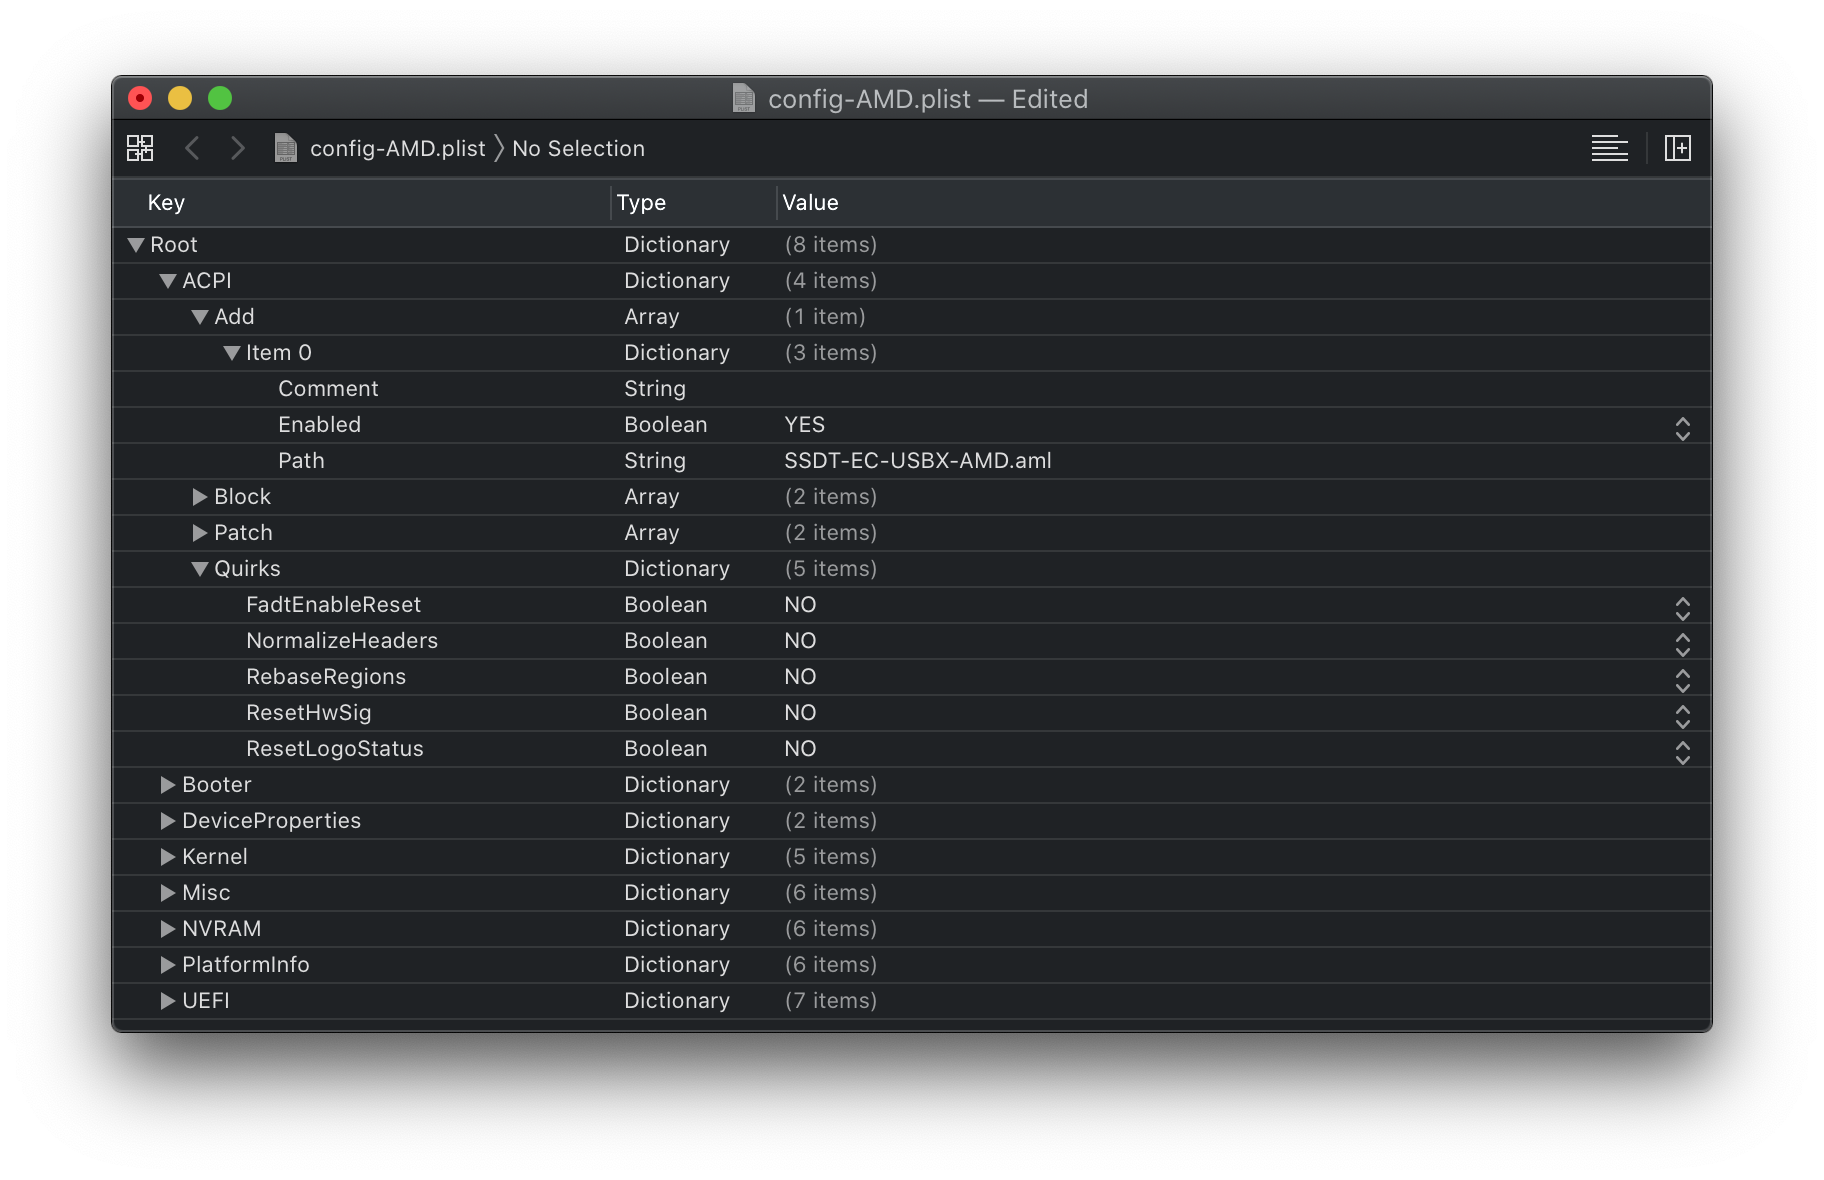 config-AMD.plist — Edited
config-AMD.plist 〉 No Selection
Key Type Value
Root Dictionary (8 items)
ACPI Dictionary (4 items)
Add Array (1 item)
Item 0 Dictionary (3 items)
Comment String
Enabled Boolean YES
Path String SSDT-EC-USBX-AMD.aml
Block Array (2 items)
Patch Array (2 items)
Quirks Dictionary (5 items)
FadtEnableReset Boolean NO
NormalizeHeaders Boolean NO
RebaseRegions Boolean NO
ResetHwSig Boolean NO
ResetLogoStatus Boolean NO
Booter Dictionary (2 items)
DeviceProperties Dictionary (2 items)
Kernel Dictionary (5 items)
Misc Dictionary (6 items)
NVRAM Dictionary (6 items)
PlatformInfo Dictionary (6 items)
UEFI Dictionary (7 items)